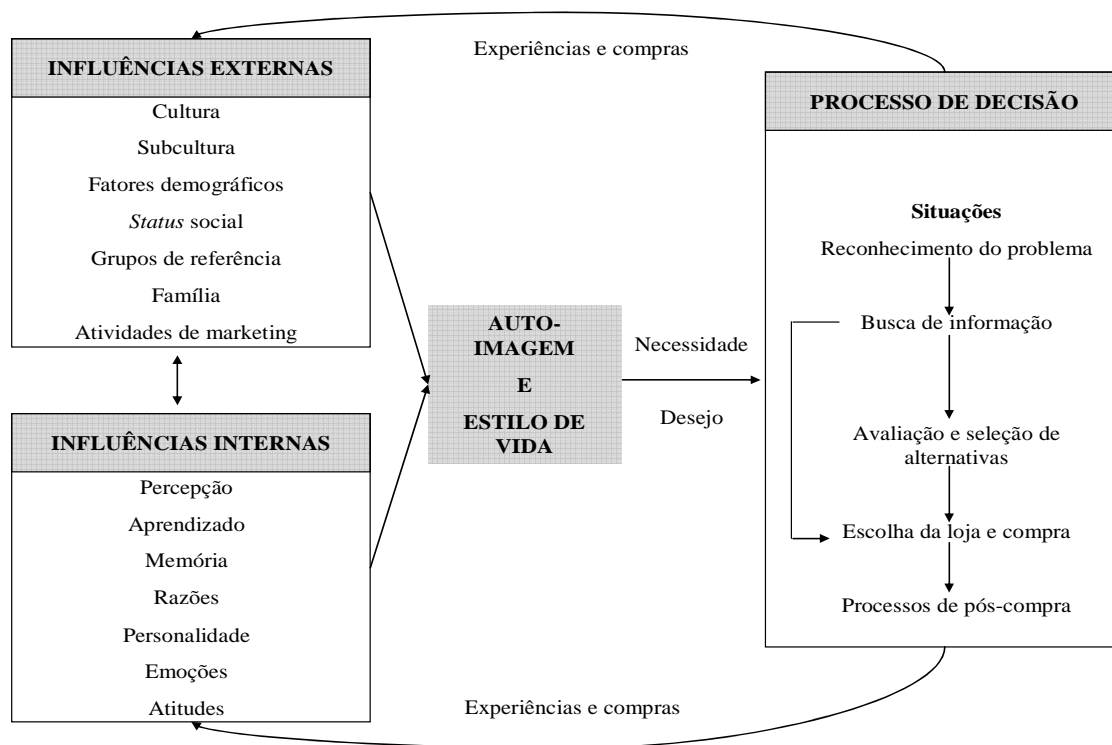 Experiências e compras
INFLUÊNCIAS EXTERNAS
Cultura
Subcultura
Fatores demográficos
Status social
Grupos de referência
Família
Atividades de marketing
INFLUÊNCIAS INTERNAS
Percepção
Aprendizado
Memória
Razões
Personalidade
Emoções
Atitudes
AUTO-
IMAGEM
E
ESTILO DE
VIDA
Necessidade
Desejo
PROCESSO DE DECISÃO
Situações
Reconhecimento do problema
Busca de informação
Avaliação e seleção de
alternativas
Escolha da loja e compra
Processos de pós-compra
Experiências e compras